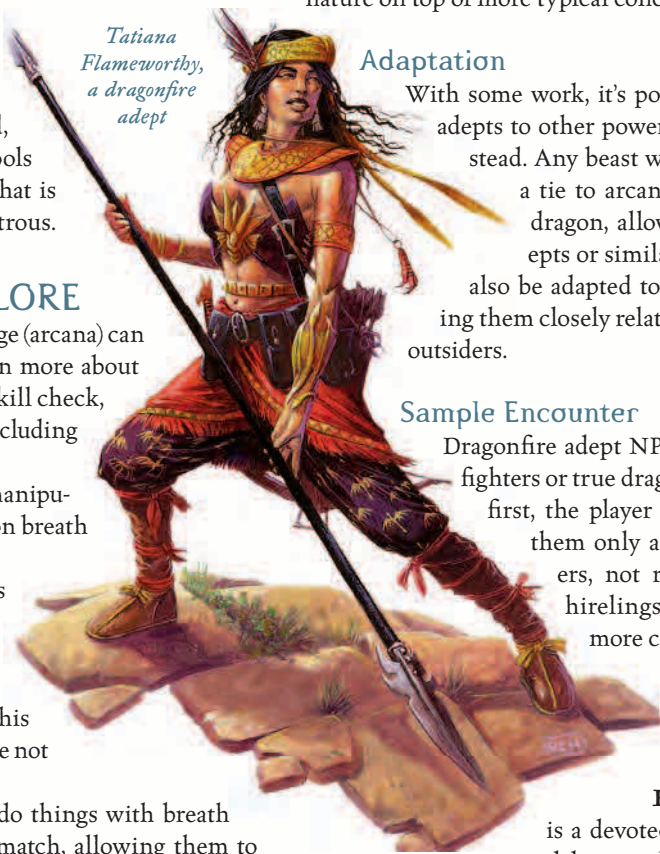 nature on top of more typical conc
Tatiana
Flameworthy,
a dragonfire
adept
ools
hat is
trous.
LORE
ge (arcana) can
n more about
kill check,
cluding
nanipu-
on breath
s
his
e not
do things with breath
match, allowing them to
Adaptation
With some work, it's po
adepts to other power
stead. Any beast w
a tie to arcan
dragon, allow
epts or simila
also be adapted to
ing them closely relat
outsiders.
Sample Encounter
Dragonfire adept NP
fighters or true drag
first, the player
them only a
ers, not r
hirelings
more c
is a devote